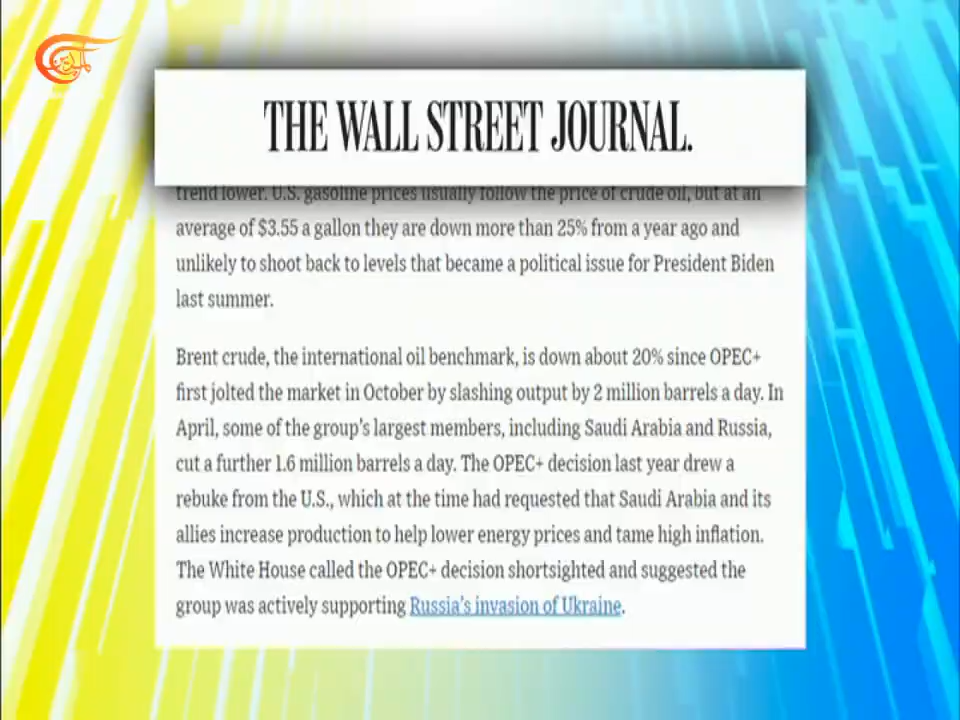 THE WALL STREET JOURNAL.
trend lower. U.S. gasoline prices usually follow the price of crude oil, but at an
average of $3.55 a gallon they are down more than 25% from a year ago and
unlikely to shoot back to levels that became a political issue for President Biden
last summer.
Brent crude, the international oil benchmark, is down about 20% since OPEC+
first jolted the market in October by slashing output by 2 million barrels a day. In
April, some of the group's largest members, including Saudi Arabia and Russia,
cut a further 1.6 million barrels a day. The OPEC+ decision last year drew a
rebuke from the U.S., which at the time had requested that Saudi Arabia and its
allies increase production to help lower energy prices and tame high inflation.
The White House called the OPEC+ decision shortsighted and suggested the
group was actively supporting Russia's invasion of Ukraine.